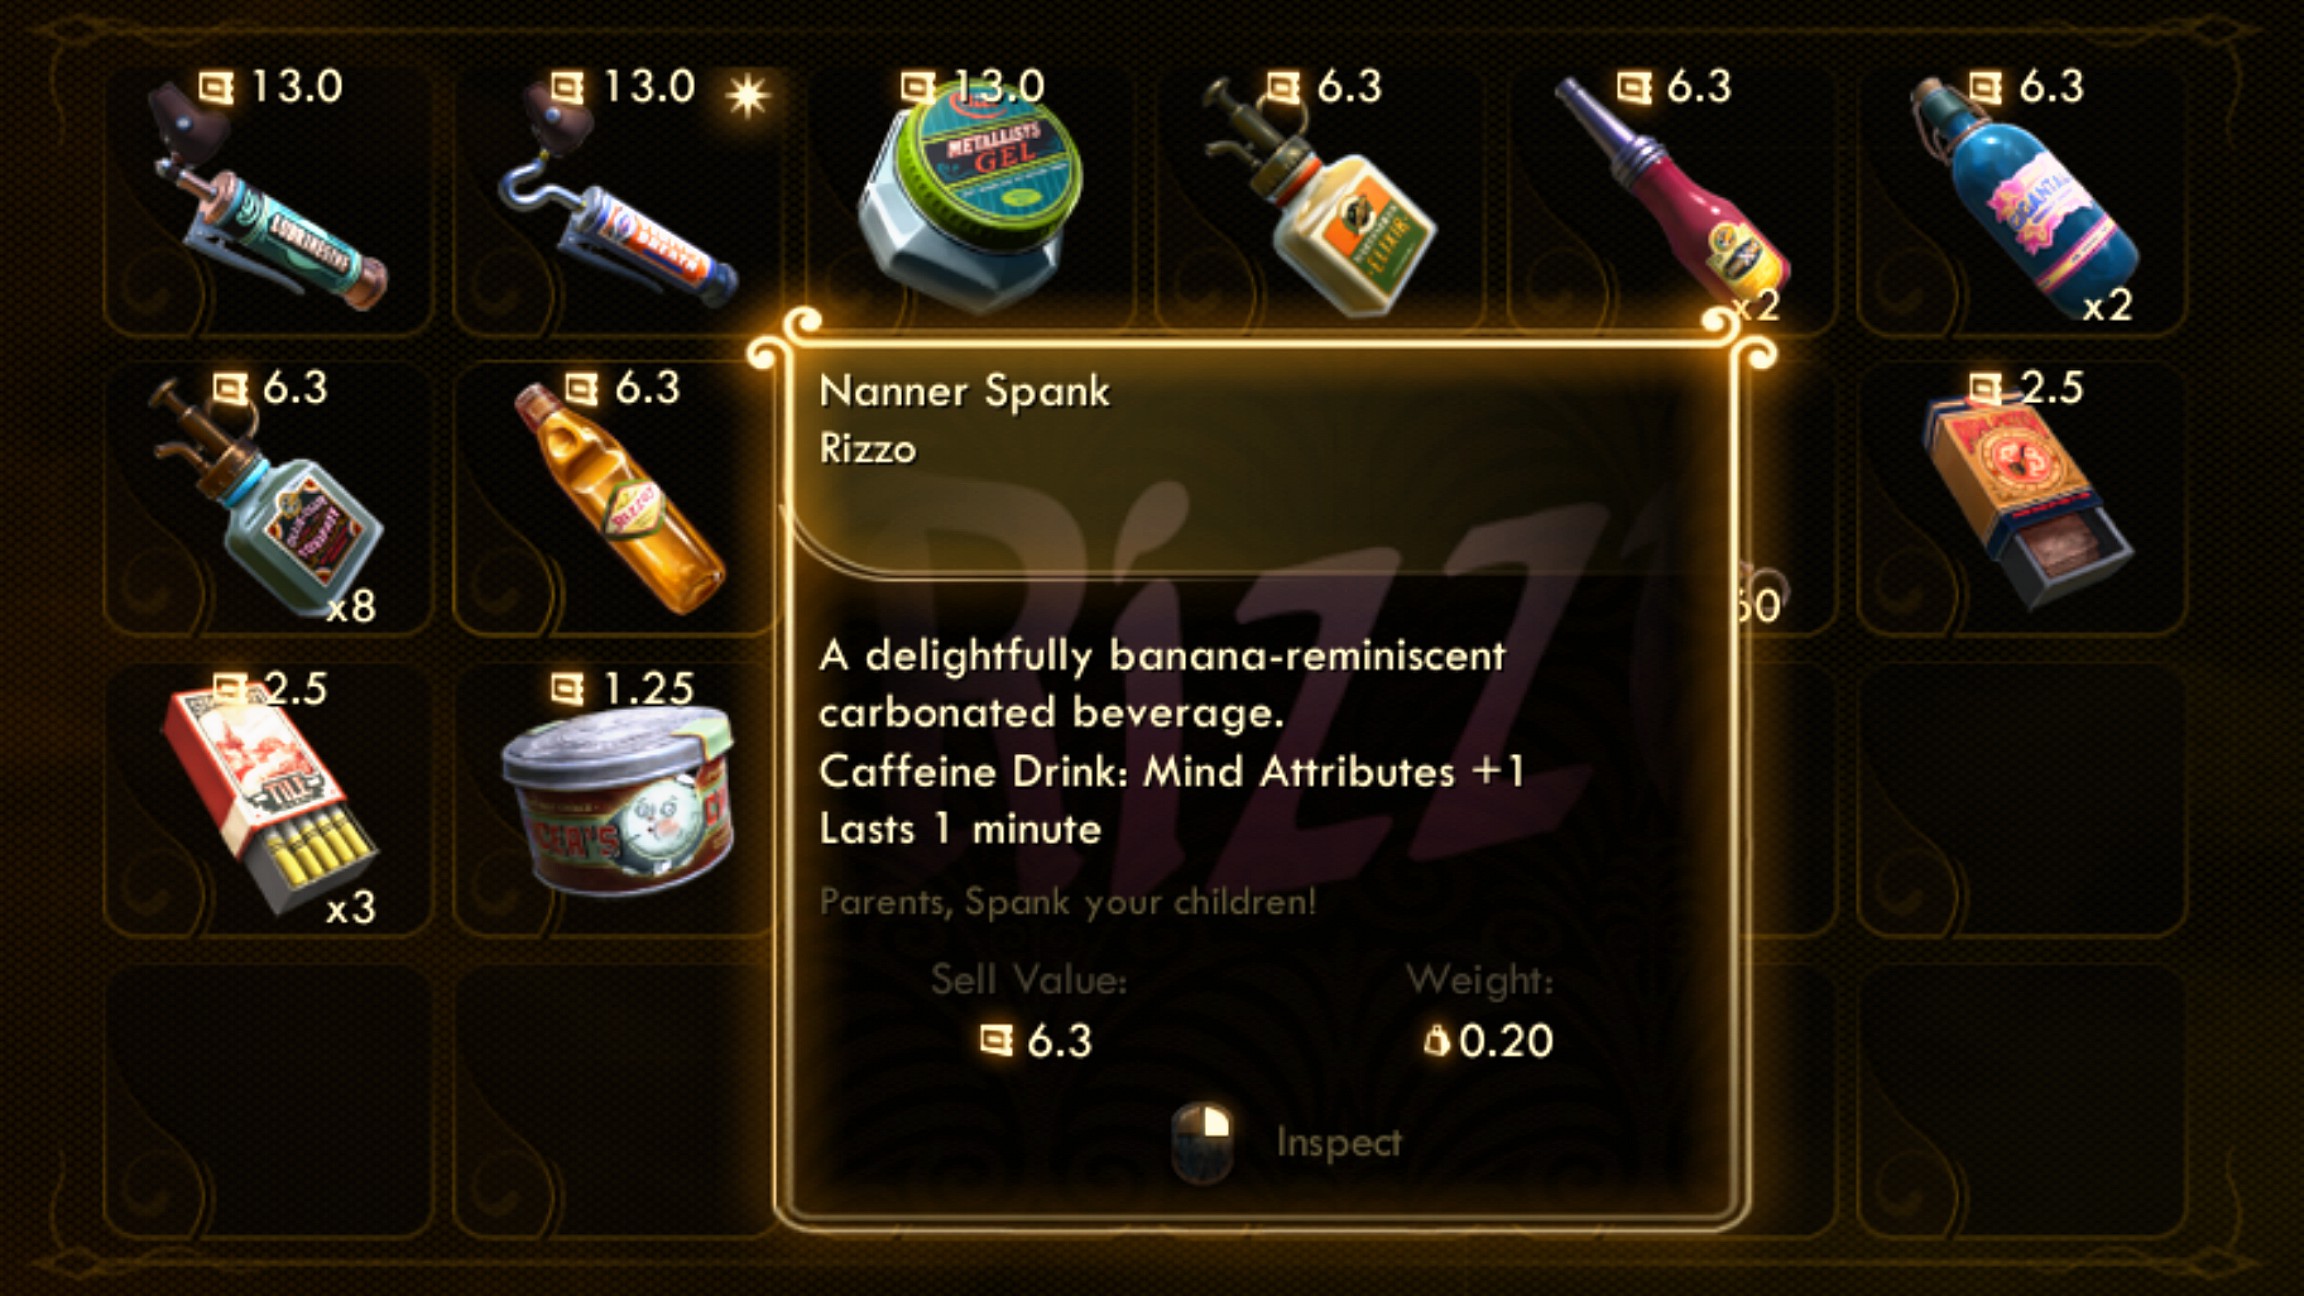 13.0
13.0
13.0
6.3
6.3
6.3
METALLISTS
GEL
ELIXIR
x2
x2
6.3
6.3
2.5
Nanner Spank
Rizzo
RIZZO
x8
60
A delightfully banana-reminiscent
carbonated beverage.
Caffeine Drink: Mind Attributes +1
Lasts 1 minute
Parents, Spank your children!
2.5
1.25
TILL
x3
Sell Value:
Weight:
6.3
0.20
Inspect